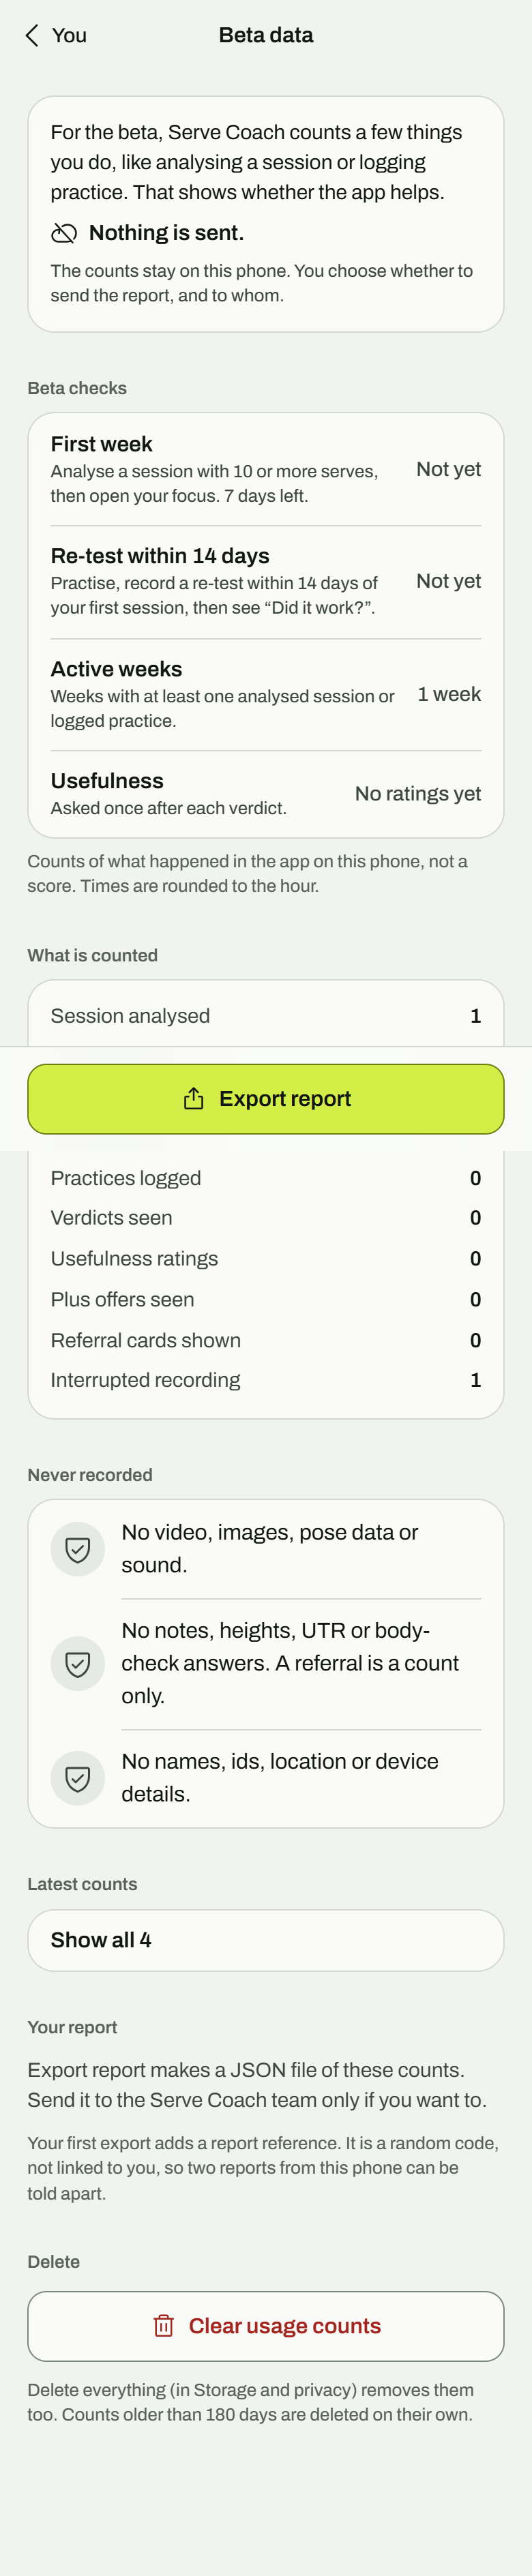 You
Beta data
For the beta, Serve Coach counts a few things
you do, like analysing a session or logging
practice. That shows whether the app helps.
Nothing is sent.
The counts stay on this phone. You choose whether to
send the report, and to whom.
Beta checks
First week
Analyse a session with 10 or more serves,
then open your focus. 7 days left.
Not yet
Re-test within 14 days
Practise, record a re-test within 14 days of
your first session, then see “Did it work?”.
Not yet
Active weeks
Weeks with at least one analysed session or
logged practice.
1 week
Usefulness
Asked once after each verdict.
No ratings yet
Counts of what happened in the app on this phone, not a
score. Times are rounded to the hour.
What is counted
Session analysed 1
Export report
Practices logged 0
Verdicts seen 0
Usefulness ratings 0
Plus offers seen 0
Referral cards shown 0
Interrupted recording 1
Never recorded
No video, images, pose data or
sound.
No notes, heights, UTR or body-
check answers. A referral is a count
only.
No names, ids, location or device
details.
Latest counts
Show all 4
Your report
Export report makes a JSON file of these counts.
Send it to the Serve Coach team only if you want to.
Your first export adds a report reference. It is a random code,
not linked to you, so two reports from this phone can be
told apart.
Delete
Clear usage counts
Delete everything (in Storage and privacy) removes them
too. Counts older than 180 days are deleted on their own.